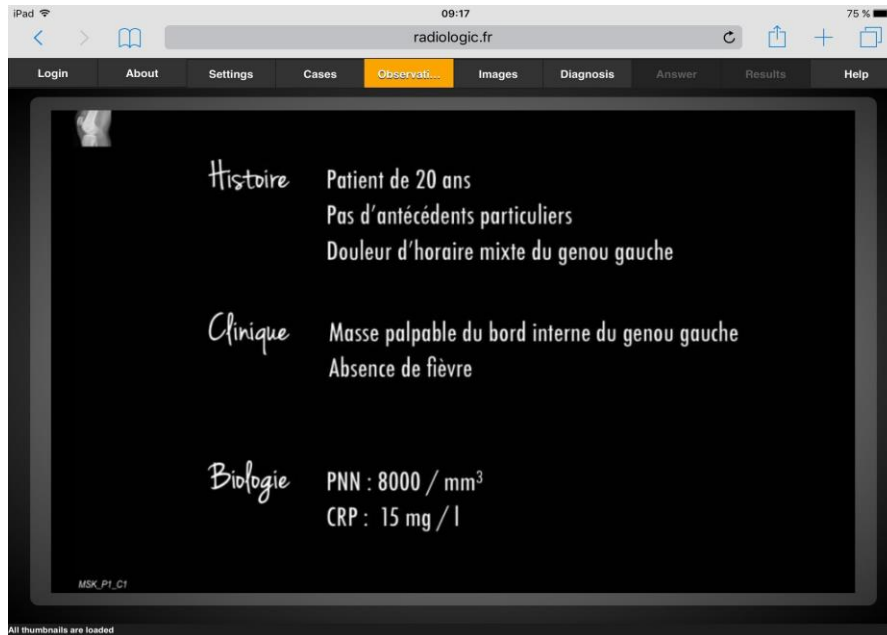 iPad 09:17 75 %
radiologic.fr
Login About Settings Cases Observati... Images Diagnosis Answer Results Help
Histoire Patient de 20 ans
Pas d'antécédents particuliers
Douleur d'horaire mixte du genou gauche
Clinique Masse palpable du bord interne du genou gauche
Absence de fièvre
Biologie PNN : 8000 / mm³
CRP : 15 mg / l
MSK_P1_C1
All thumbnails are loaded